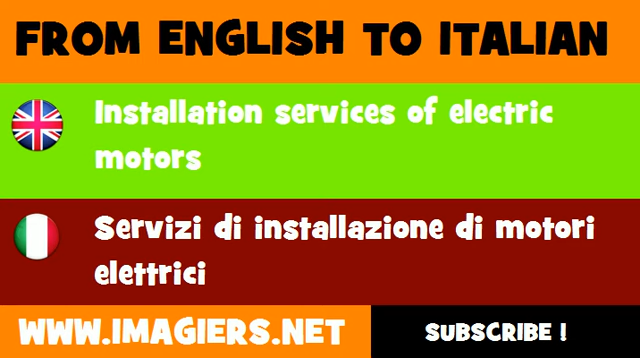 FROM ENGLISH TO ITALIAN
Installation services of electric
motors
Servizi di installazione di motori
elettrici
WWW.IMAGIERS.NET
SUBSCRIBE !